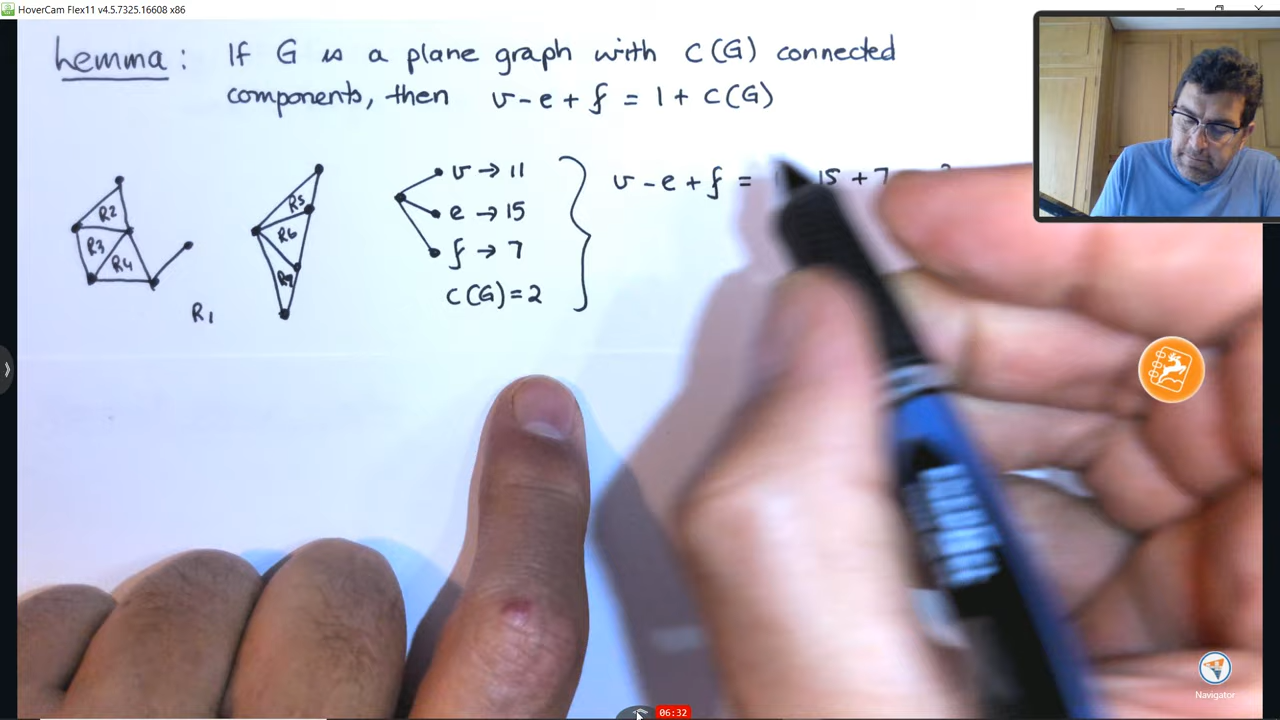 HoverCam Flex11 v4.5.7325.16608 x86
Lemma : If G is a plane graph with C(G) connected
components, then v - e + f = 1 + C(G)
R2
R3
R4
R1
R5
R6
R7
v → 11
e → 15
f → 7
C(G) = 2
v - e + f = 15 + 7
Navigator
06:32